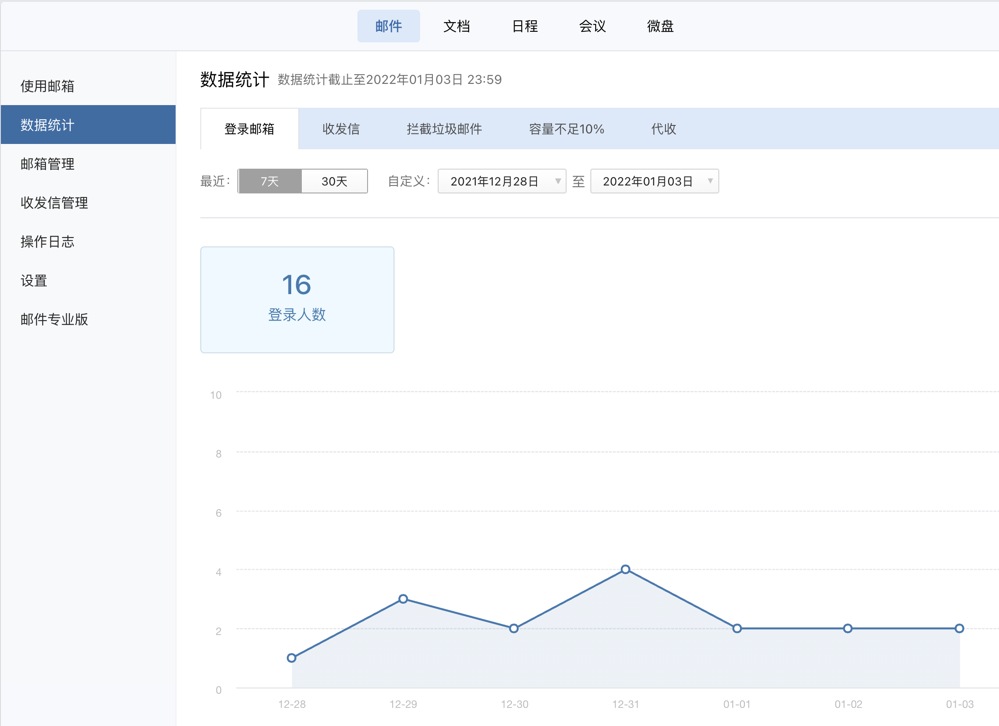 邮件 文档 日程 会议 微盘
使用邮箱
数据统计
邮箱管理
收发信管理
操作日志
设置
邮件专业版
数据统计 数据统计截止至2022年01月03日 23:59
登录邮箱 收发信 拦截垃圾邮件 容量不足10% 代收
最近: 7天 30天 自定义: 2021年12月28日 至 2022年01月03日
16
登录人数
10
8
6
4
2
0
12-28 12-29 12-30 12-31 01-01 01-02 01-03